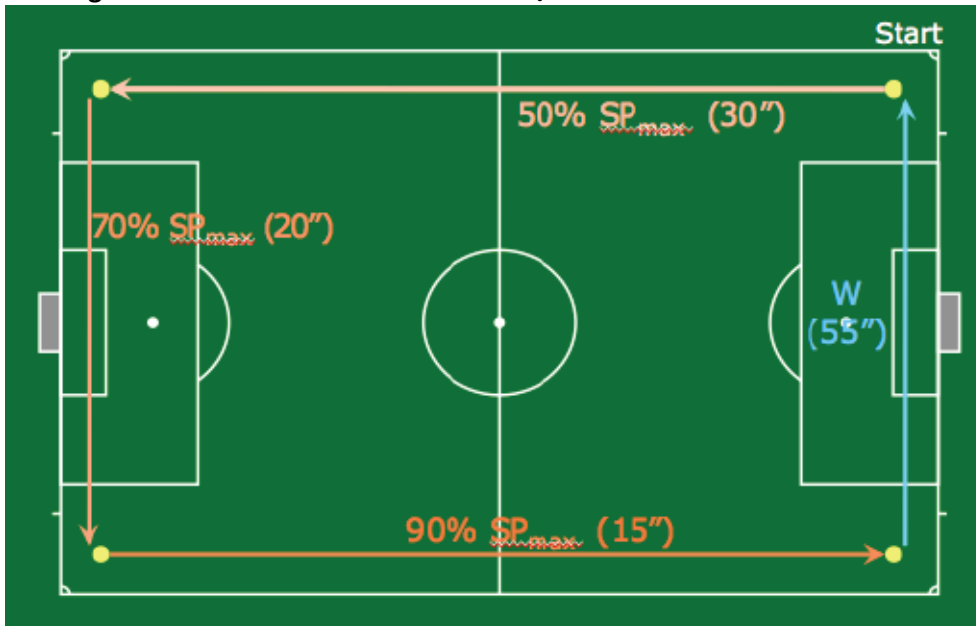 Start
50% SPmax (30”)
70% SPmax (20”)
W
(55”)
90% SPmax (15”)